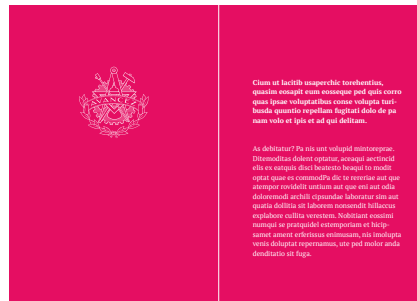 AVANCE
Cium ut lacitib usaperchic torehentius,
quasim eosapit eum eosseque ped quis corro
quas ipsae voluptatibus conse volupta turi-
busda quuntio repellam fugitati dolo de pa
nam volo et ipis et ad qui delitam.
As debitatur? Pa nis unt volupid mintoreprae.
Ditemoditas dolent optatur, aceaqui aectincid
elis ex eatquis disci beatesto beaqui to modit
optat quae es commodPa dic te rereriae aut que
atempor rovidelit untium aut que eni aut odia
doloremodi archili cipsundae laboratur sim aut
quatia dollitia sit laborem nonsendit hillaccus
explabore cullita verestem. Nobitiant eossimi
numqui se pratquidel estemporiam et hicip-
samet ament erferissus enimusam, nis imolupta
venis doluptat repernamus, ute ped molor anda
denditatio sit fuga.